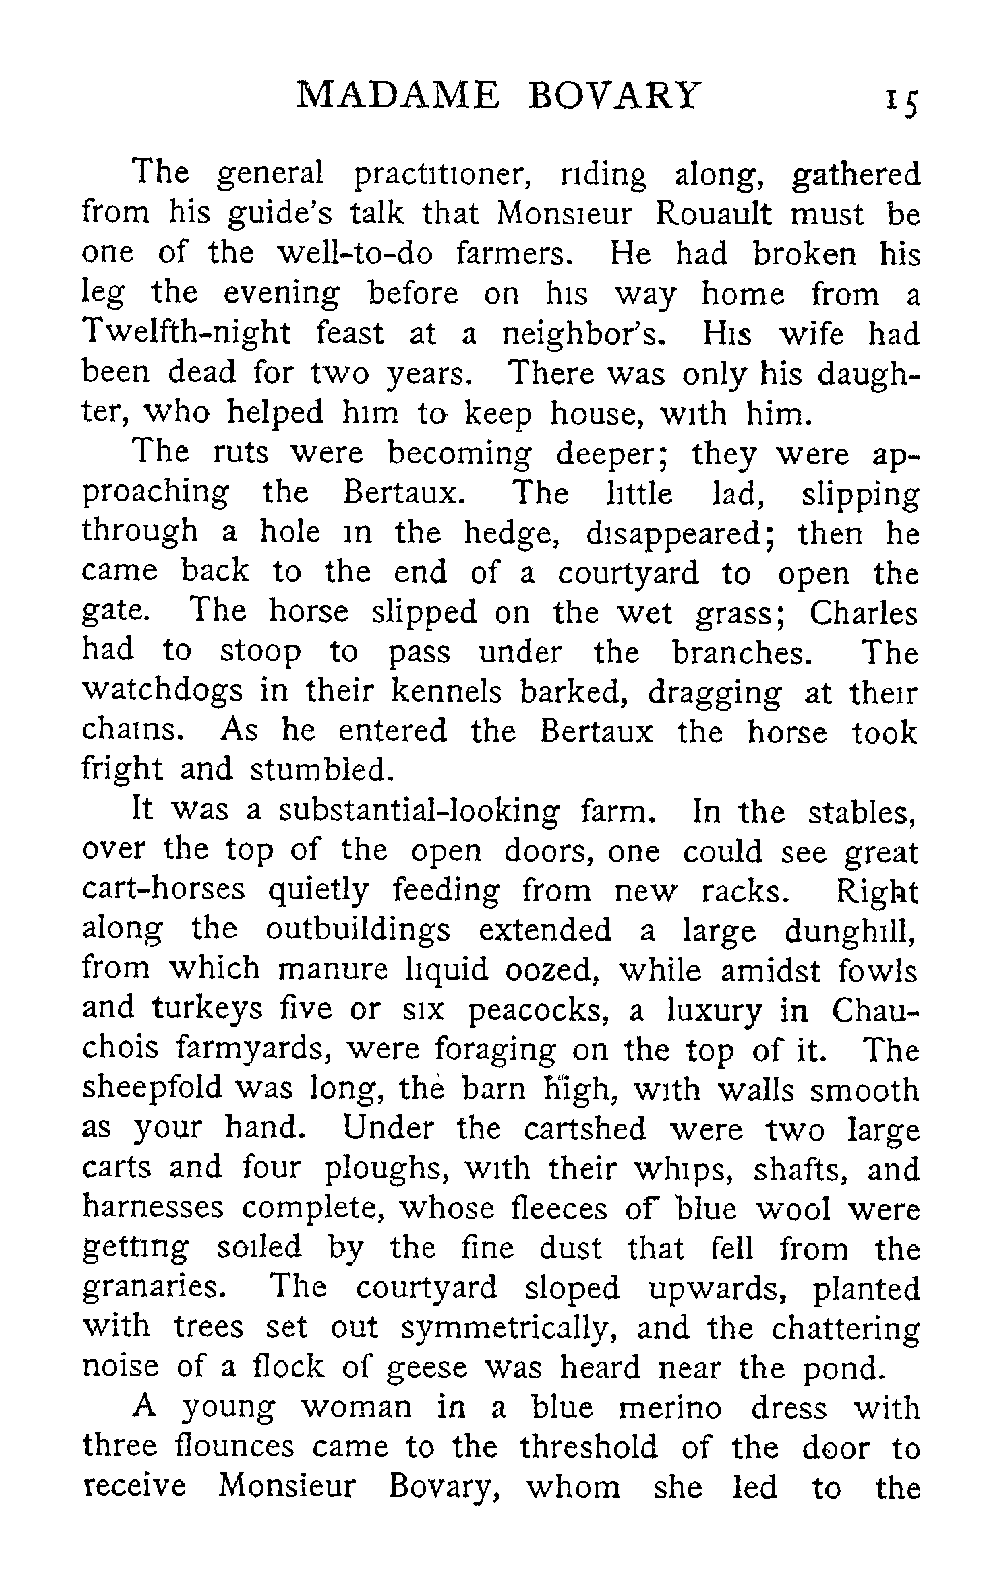 MADAME BOVARY 15
The general practitioner, riding along, gathered
from his guide's talk that Monsieur Rouault must be
one of the well-to-do farmers. He had broken his
leg the evening before on his way home from a
Twelfth-night feast at a neighbor's. His wife had
been dead for two years. There was only his daugh-
ter, who helped him to keep house, with him.
The ruts were becoming deeper; they were ap-
proaching the Bertaux. The little lad, slipping
through a hole in the hedge, disappeared; then he
came back to the end of a courtyard to open the
gate. The horse slipped on the wet grass; Charles
had to stoop to pass under the branches. The
watchdogs in their kennels barked, dragging at their
chains. As he entered the Bertaux the horse took
fright and stumbled.
It was a substantial-looking farm. In the stables,
over the top of the open doors, one could see great
cart-horses quietly feeding from new racks. Right
along the outbuildings extended a large dunghill,
from which manure liquid oozed, while amidst fowls
and turkeys five or six peacocks, a luxury in Chau-
chois farmyards, were foraging on the top of it. The
sheepfold was long, the barn high, with walls smooth
as your hand. Under the cartshed were two large
carts and four ploughs, with their whips, shafts, and
harnesses complete, whose fleeces of blue wool were
getting soiled by the fine dust that fell from the
granaries. The courtyard sloped upwards, planted
with trees set out symmetrically, and the chattering
noise of a flock of geese was heard near the pond.
A young woman in a blue merino dress with
three flounces came to the threshold of the door to
receive Monsieur Bovary, whom she led to the